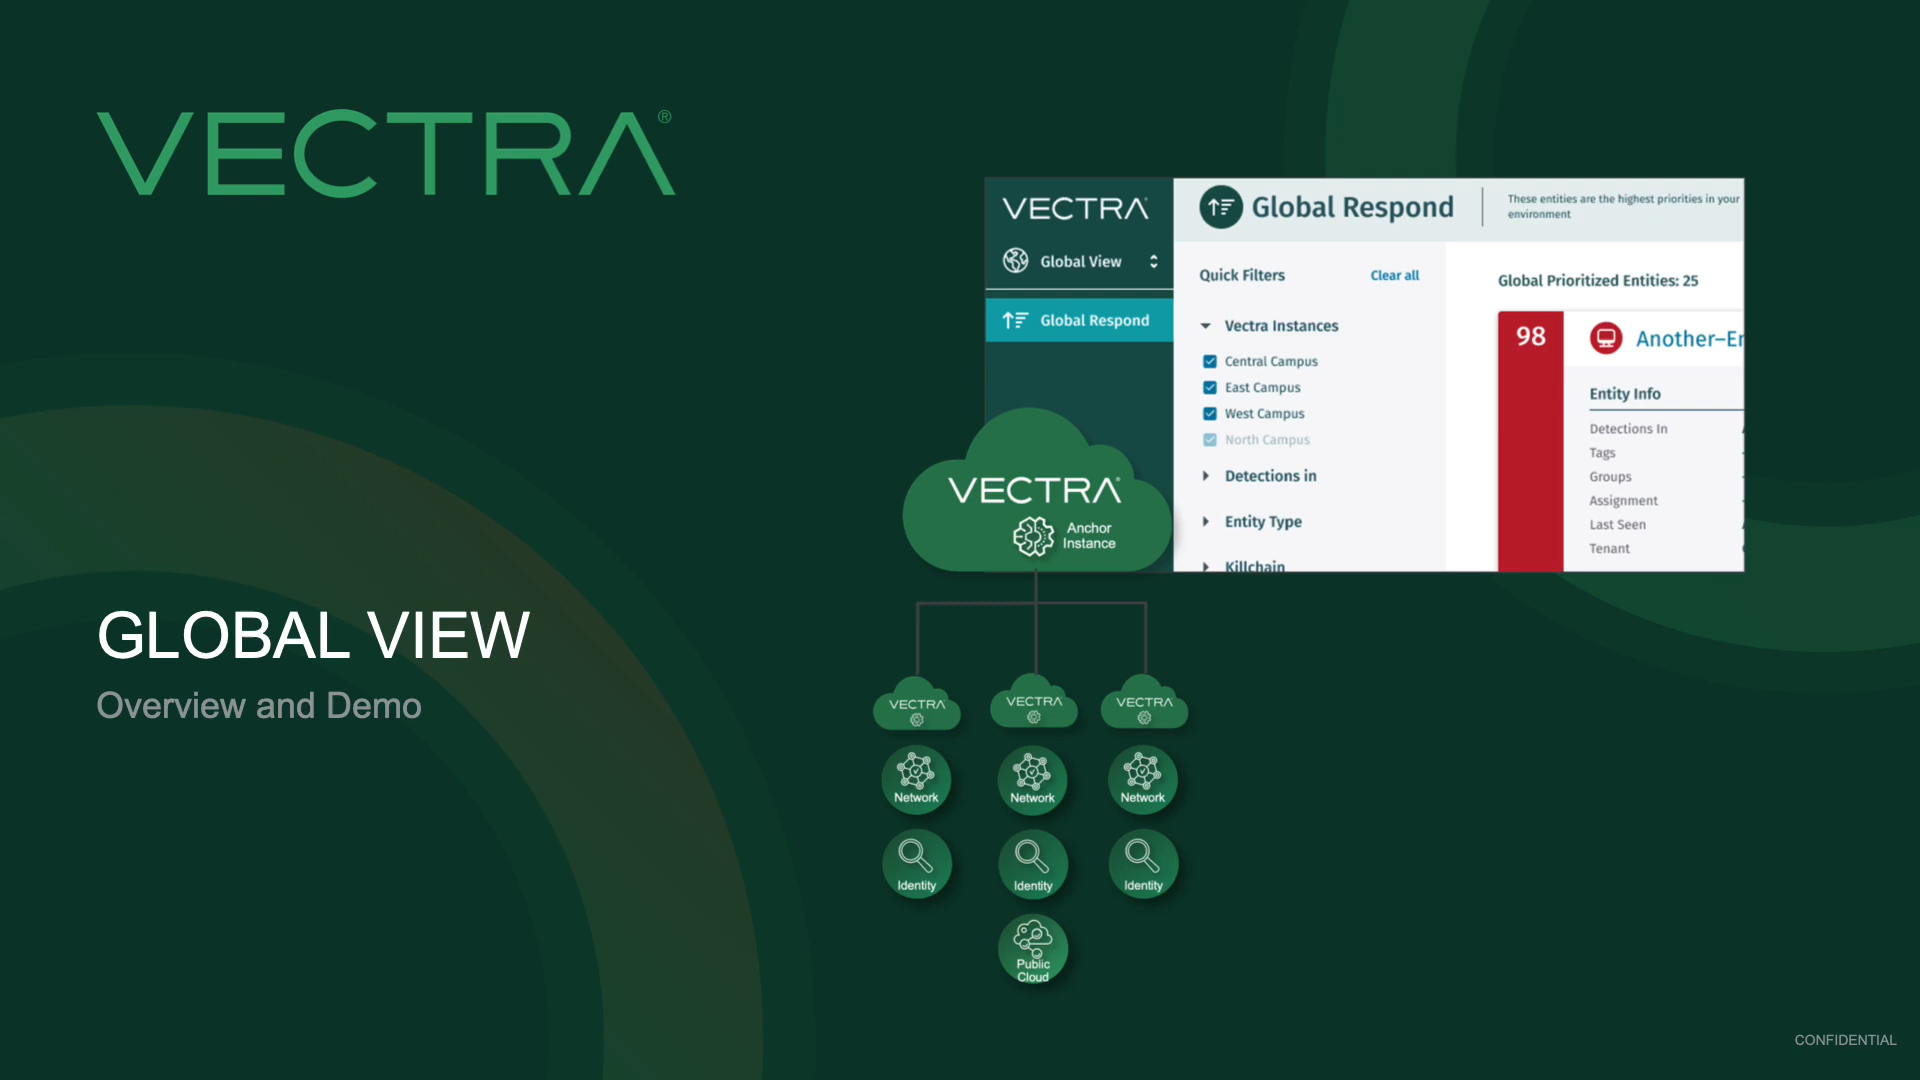 VECTRA®
GLOBAL VIEW
Overview and Demo
VECTRA
Global View
Global Respond
Global Respond
These entities are the highest priorities in your
environment
Quick Filters
Clear all
Vectra Instances
Central Campus
East Campus
West Campus
North Campus
Detections in
Entity Type
Killchain
Global Prioritized Entities: 25
98
Another-En
Entity Info
Detections In
Tags
Groups
Assignment
Last Seen
Tenant
VECTRA
Anchor
Instance
VECTRA
VECTRA
VECTRA
Network
Network
Network
Identity
Identity
Identity
Public
Cloud
CONFIDENTIAL